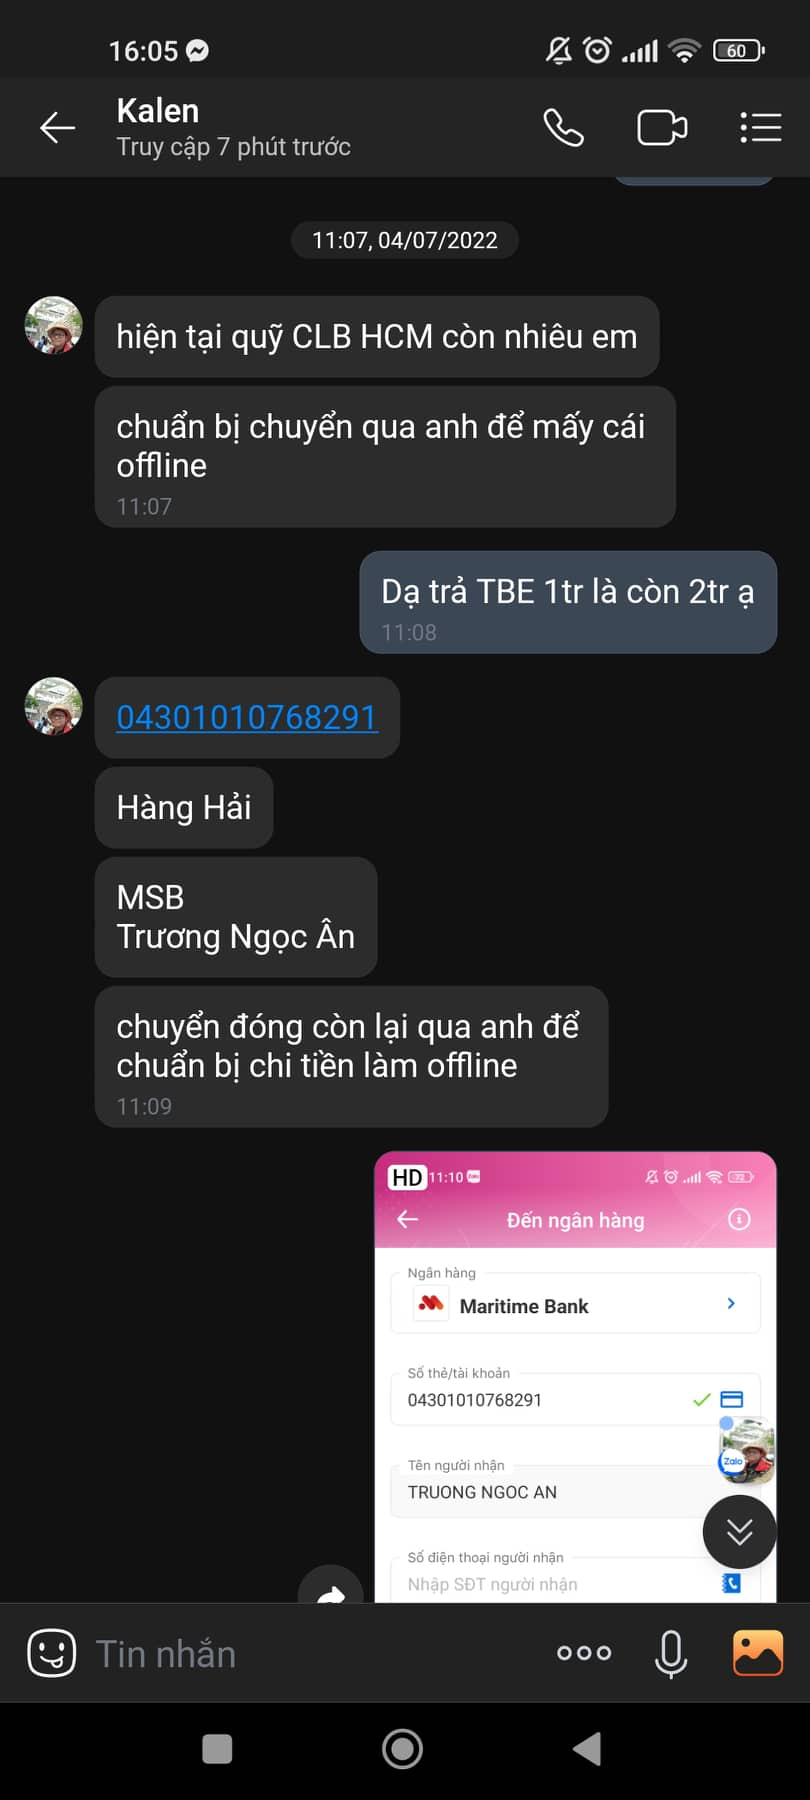 16:05
60
Kalen
Truy cập 7 phút trước
11:07, 04/07/2022
hiện tại quỹ CLB HCM còn nhiêu em
chuẩn bị chuyển qua anh để mấy cái
offline
11:07
Dạ trả TBE 1tr là còn 2tr ạ
11:08
04301010768291
Hàng Hải
MSB
Trương Ngọc Ân
chuyển đóng còn lại qua anh để
chuẩn bị chi tiền làm offline
11:09
HD 11:10
Đến ngân hàng
Ngân hàng
Maritime Bank
Số thẻ/tài khoản
04301010768291
Zalo
Tên người nhận
TRUONG NGOC AN
Số điện thoại người nhận
Nhập SĐT người nhận
Tin nhắn